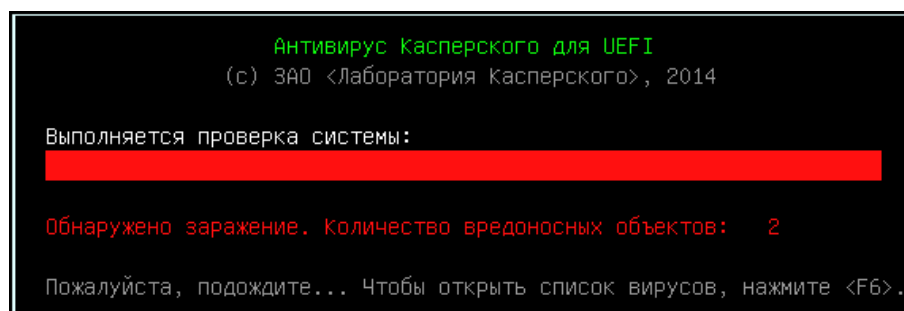 Антивирус Касперского для UEFI
(c) ЗАО <Лаборатория Касперского>, 2014
Выполняется проверка системы:
Обнаружено заражение. Количество вредоносных объектов: 2
Пожалуйста, подождите... Чтобы открыть список вирусов, нажмите <F6>.